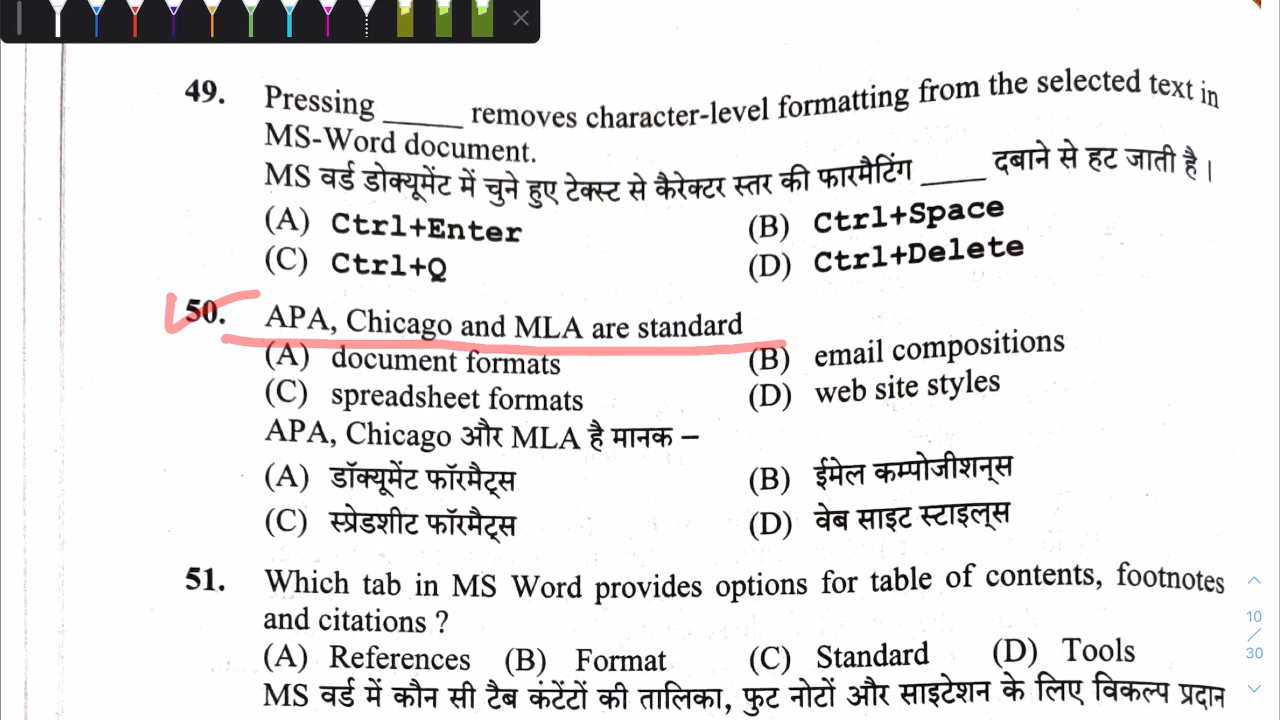 49. Pressing _____ removes character-level formatting from the selected text in
MS-Word document.
MS वर्ड डोक्यूमेंट में चुने हुए टेक्स्ट से कैरेक्टर स्तर की फारमैटिंग ____ दबाने से हट जाती है।
(A) Ctrl+Enter (B) Ctrl+Space
(C) Ctrl+Q (D) Ctrl+Delete
50. APA, Chicago and MLA are standard
(A) document formats (B) email compositions
(C) spreadsheet formats (D) web site styles
APA, Chicago और MLA है मानक –
(A) डॉक्यूमेंट फॉरमैट्स (B) ईमेल कम्पोजीशन्स
(C) स्प्रेडशीट फॉरमैट्स (D) वेब साइट स्टाइल्स
51. Which tab in MS Word provides options for table of contents, footnotes
and citations ?
(A) References (B) Format (C) Standard (D) Tools
MS वर्ड में कौन सी टैब कंटेंटों की तालिका, फुट नोटों और साइटेशन के लिए विकल्प प्रदान
10
/
30